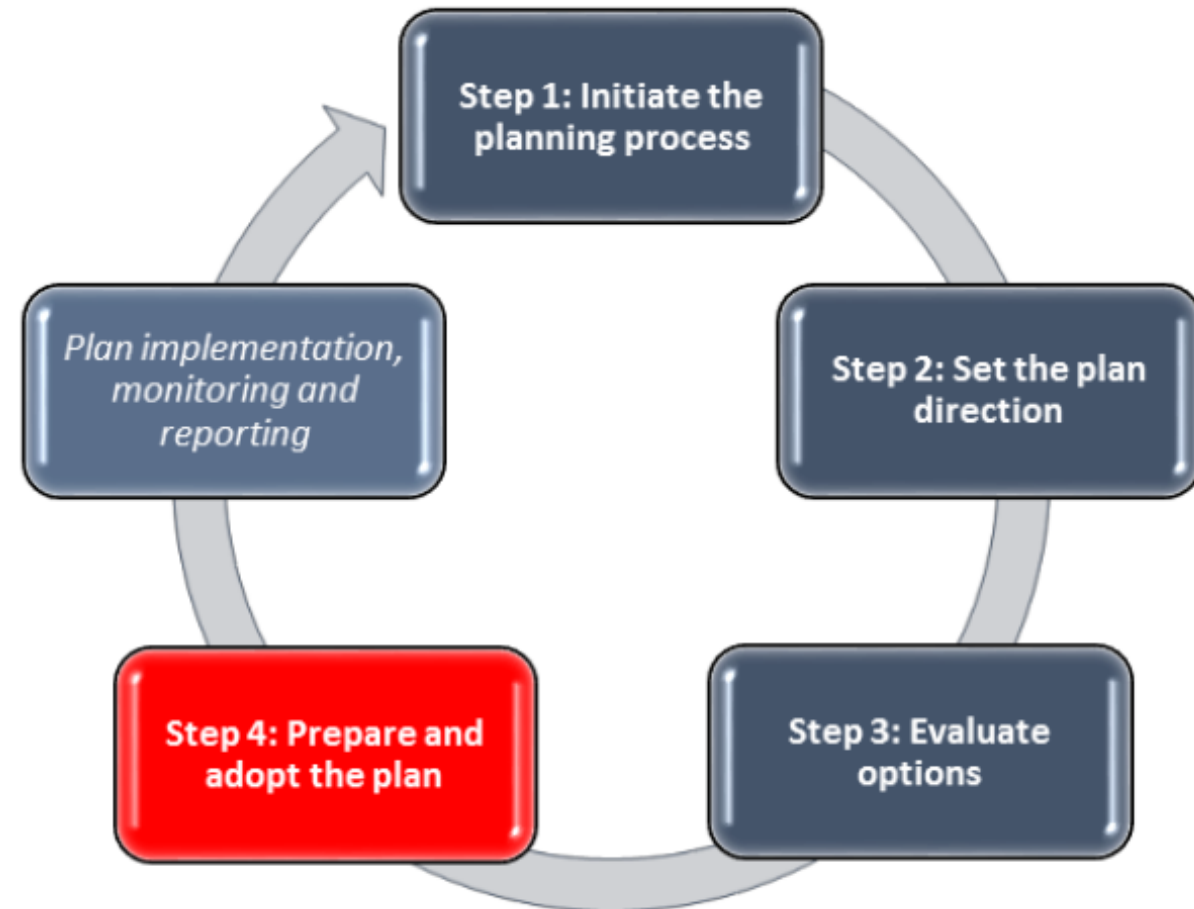 Step 1: Initiate the
planning process
Step 2: Set the plan
direction
Step 3: Evaluate
options
Step 4: Prepare and
adopt the plan
Plan implementation,
monitoring and
reporting